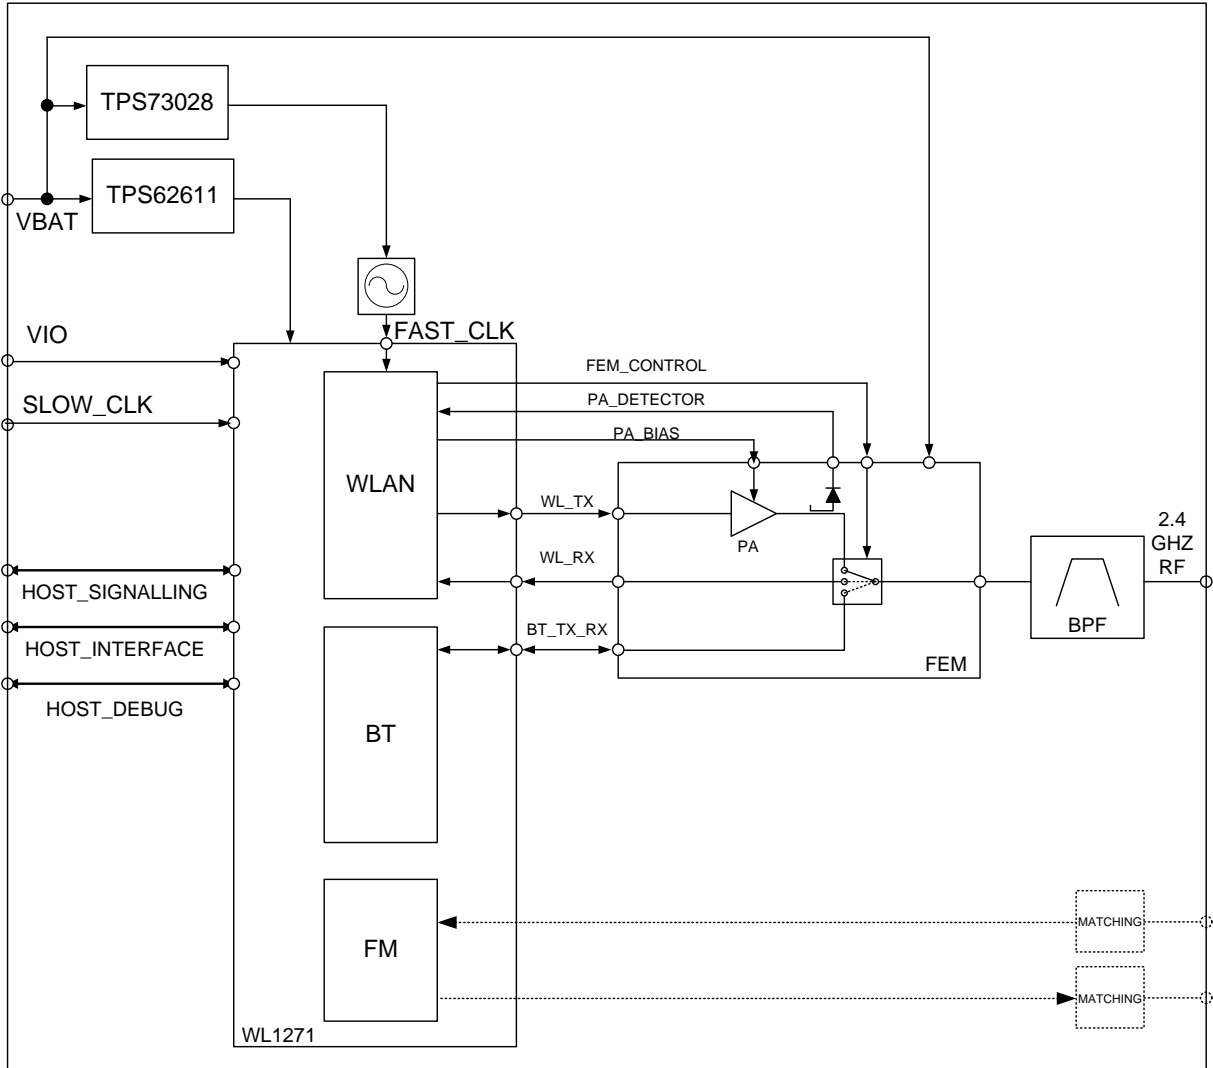 TPS73028
TPS62611
VBAT
VIO
FAST_CLK
SLOW_CLK
FEM_CONTROL
PA_DETECTOR
PA_BIAS
WLAN
WL_TX
PA
WL_RX
2.4
GHZ
RF
BPF
HOST_SIGNALLING
HOST_INTERFACE
HOST_DEBUG
BT_TX_RX
FEM
BT
FM
MATCHING
MATCHING
WL1271